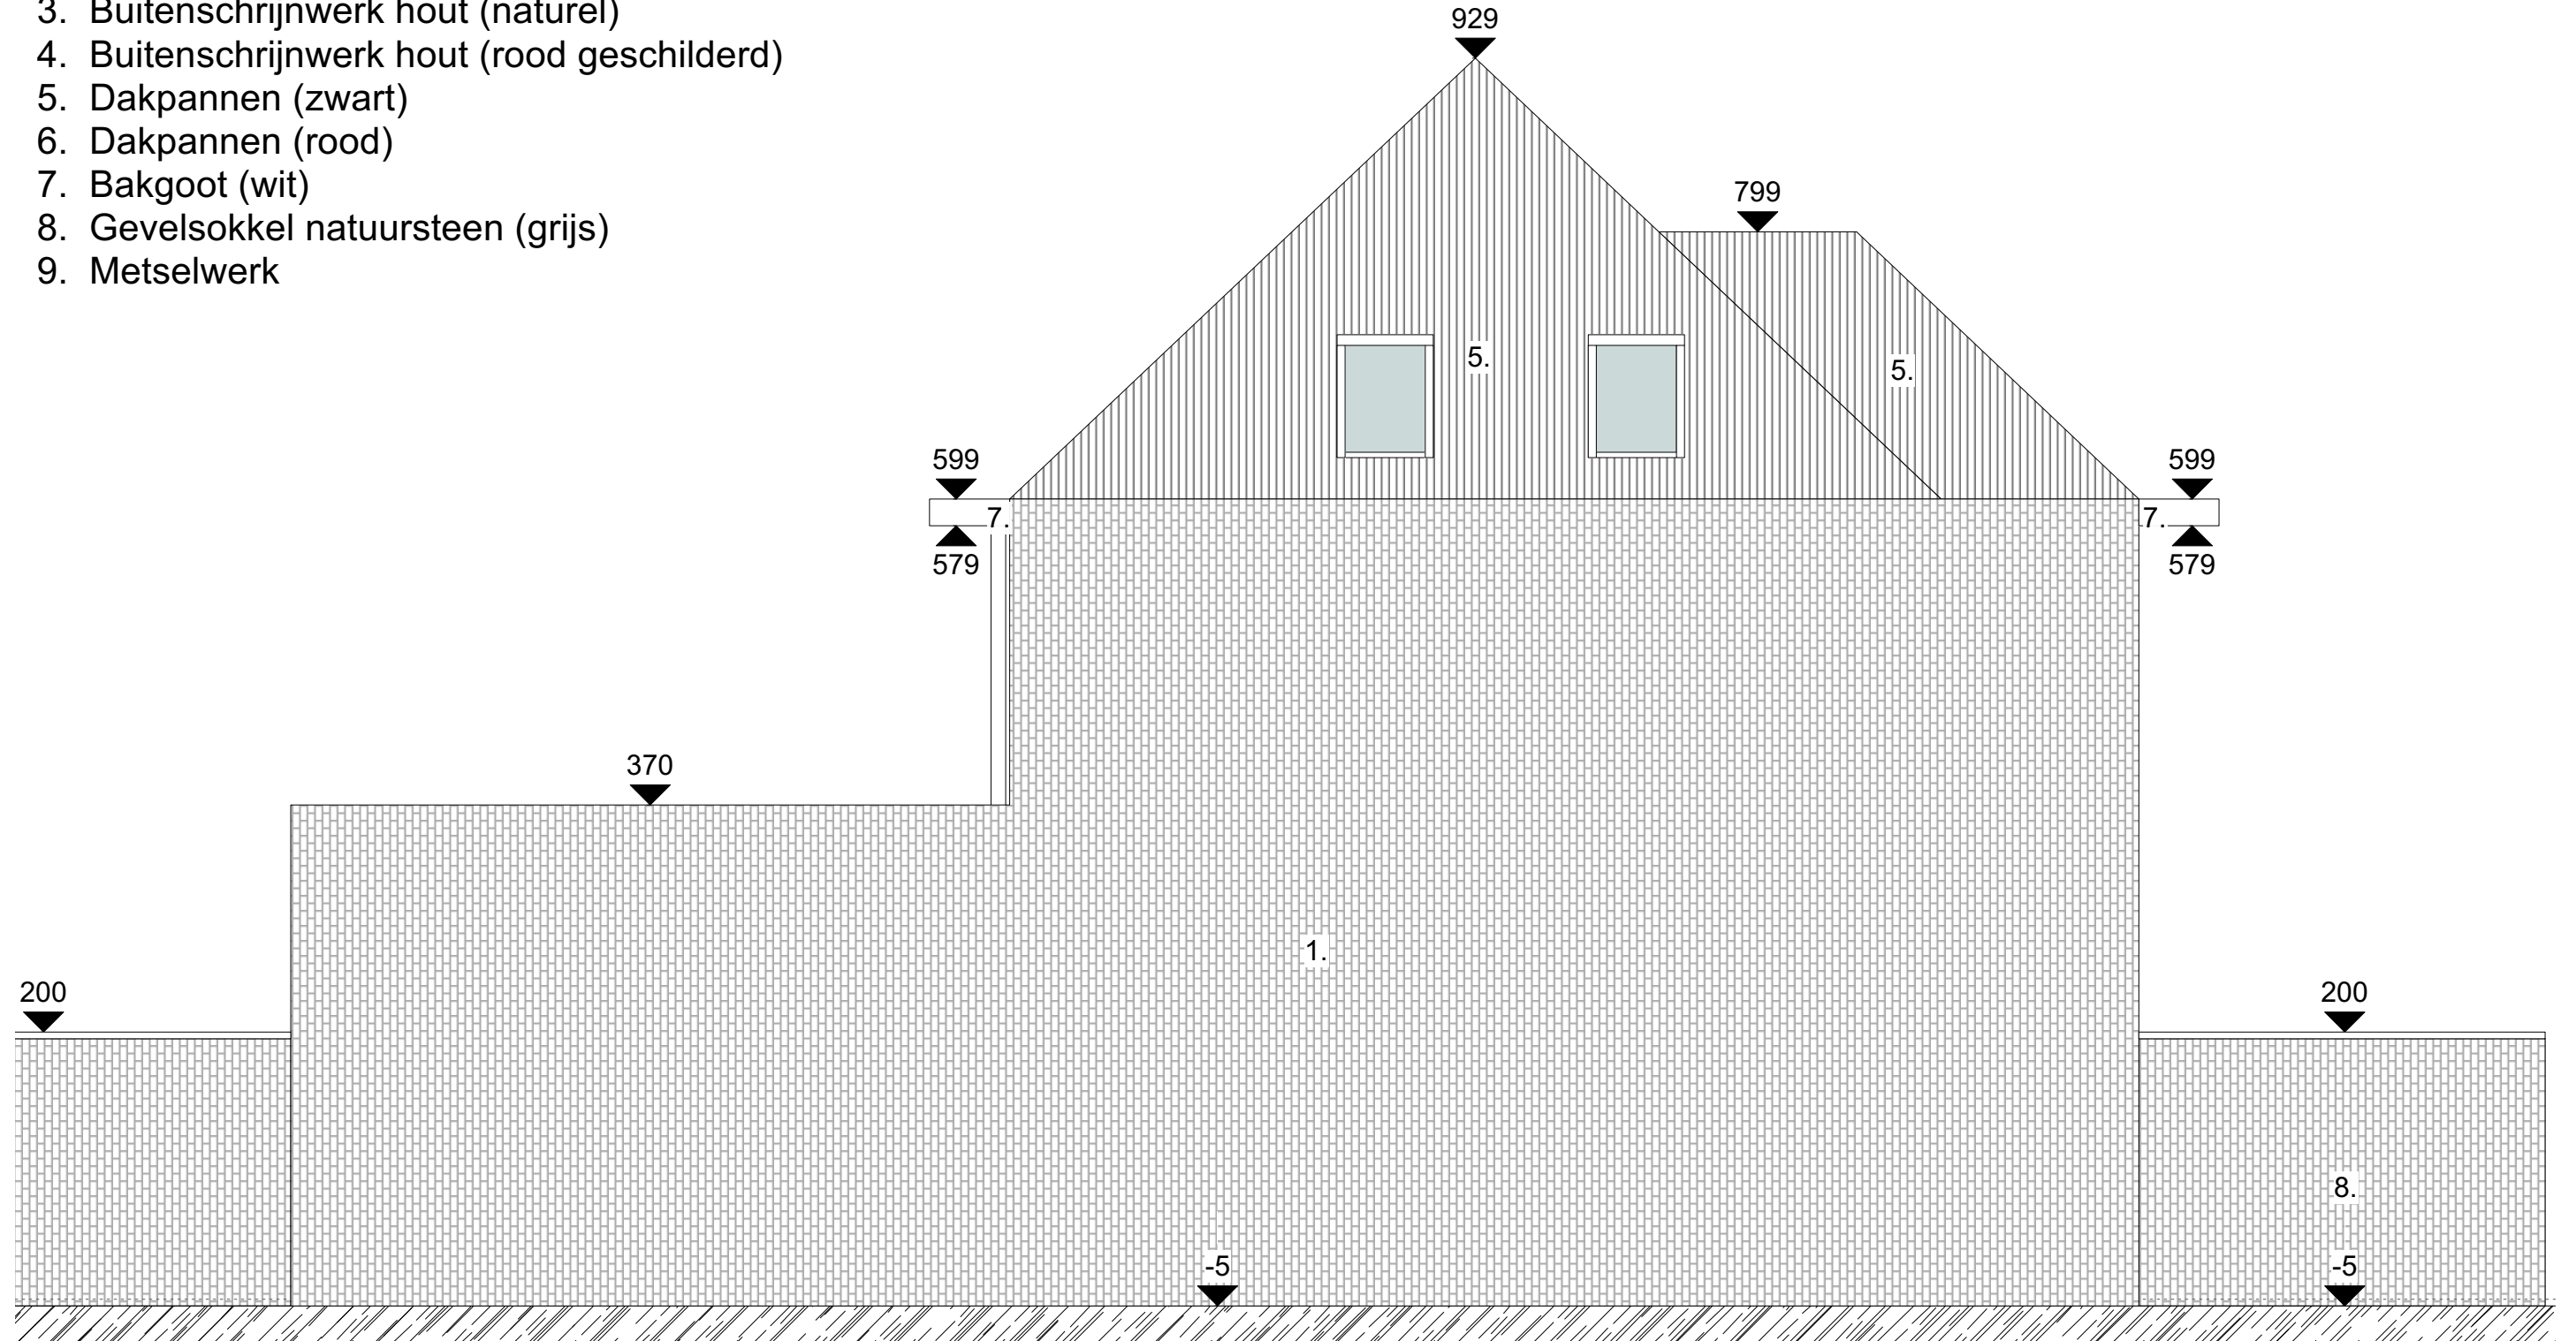 3. Buitenschrijnwerk hout (naturel)
4. Buitenschrijnwerk hout (rood geschilderd)
5. Dakpannen (zwart)
6. Dakpannen (rood)
7. Bakgoot (wit)
8. Gevelsokkel natuursteen (grijs)
9. Metselwerk
929
799
5.
5.
599
599
7.
7.
579
579
370
1.
200
200
8.
-5
-5